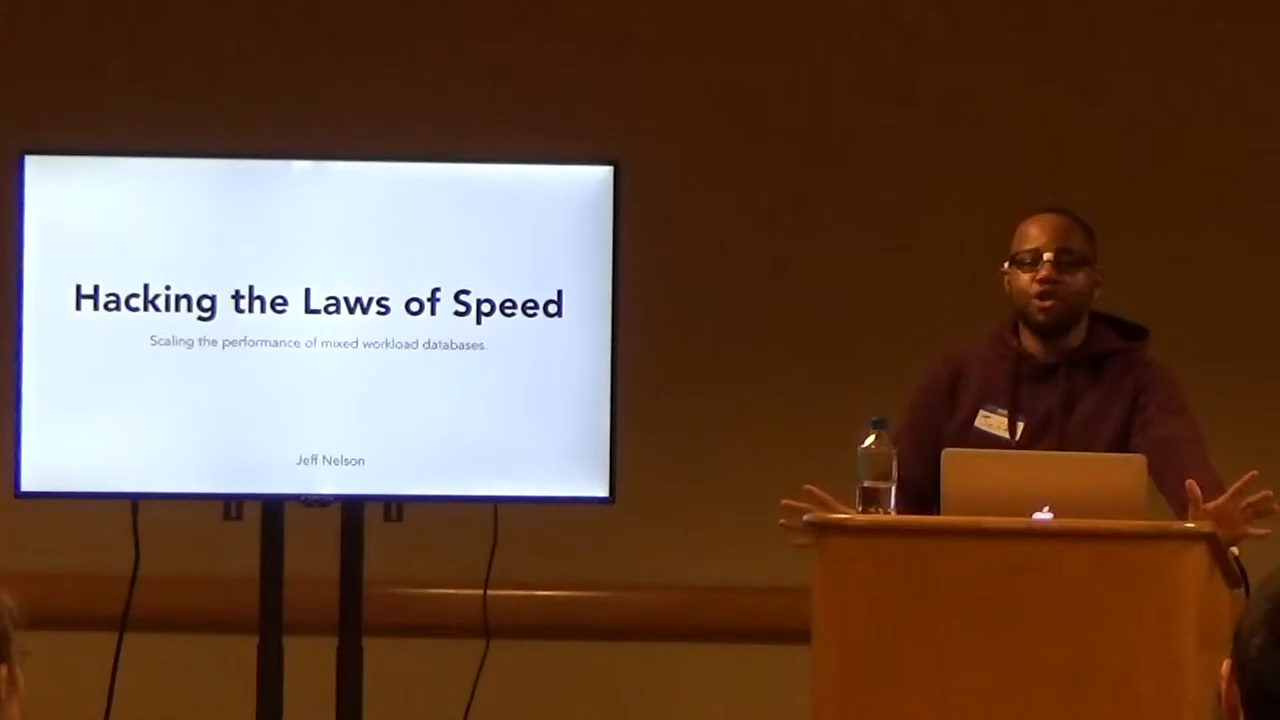 Hacking the Laws of Speed
Scaling the performance of mixed workload databases.
Jeff Nelson